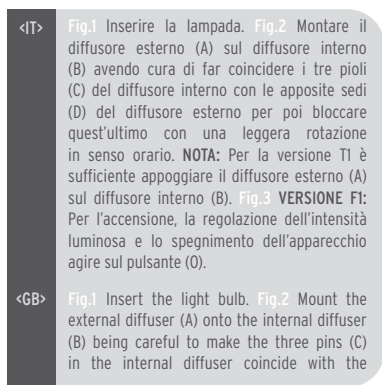 <IT> Fig.1 Inserire la lampada. Fig.2 Montare il
diffusore esterno (A) sul diffusore interno
(B) avendo cura di far coincidere i tre pioli
(C) del diffusore interno con le apposite sedi
(D) del diffusore esterno per poi bloccare
quest'ultimo con una leggera rotazione
in senso orario. NOTA: Per la versione T1 è
sufficiente appoggiare il diffusore esterno (A)
sul diffusore interno (B). Fig.3 VERSIONE F1:
Per l'accensione, la regolazione dell'intensità
luminosa e lo spegnimento dell'apparecchio
agire sul pulsante (O).
<GB> Fig.1 Insert the light bulb. Fig.2 Mount the
external diffuser (A) onto the internal diffuser
(B) being careful to make the three pins (C)
in the internal diffuser coincide with the